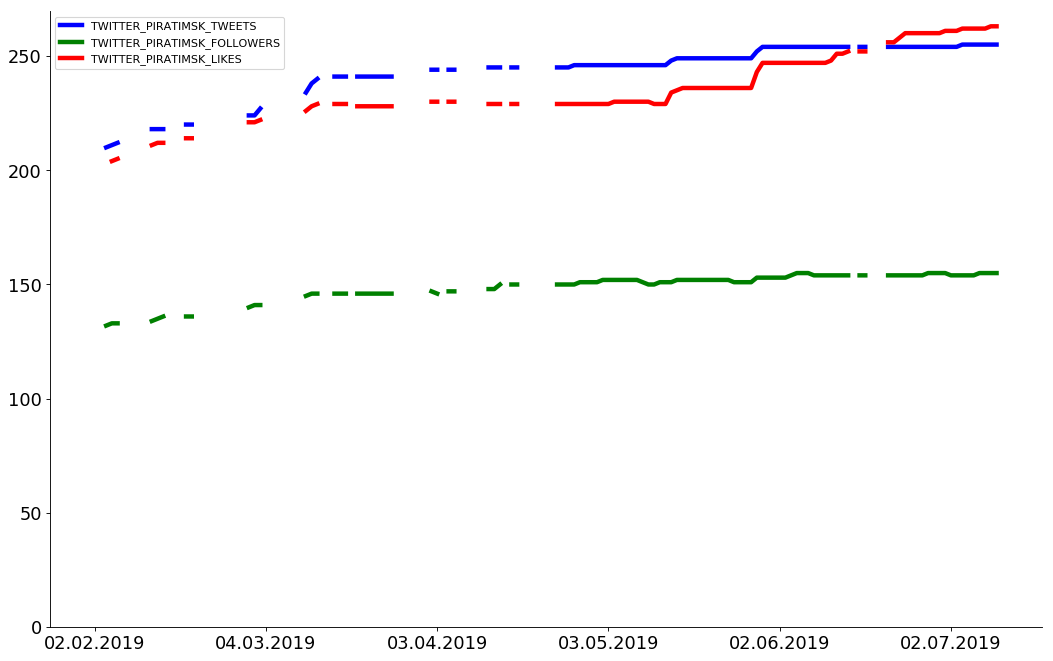 TWITTER_PIRATIMSK_TWEETS
TWITTER_PIRATIMSK_FOLLOWERS
TWITTER_PIRATIMSK_LIKES
250
200
150
100
50
0
02.02.2019 04.03.2019 03.04.2019 03.05.2019 02.06.2019 02.07.2019